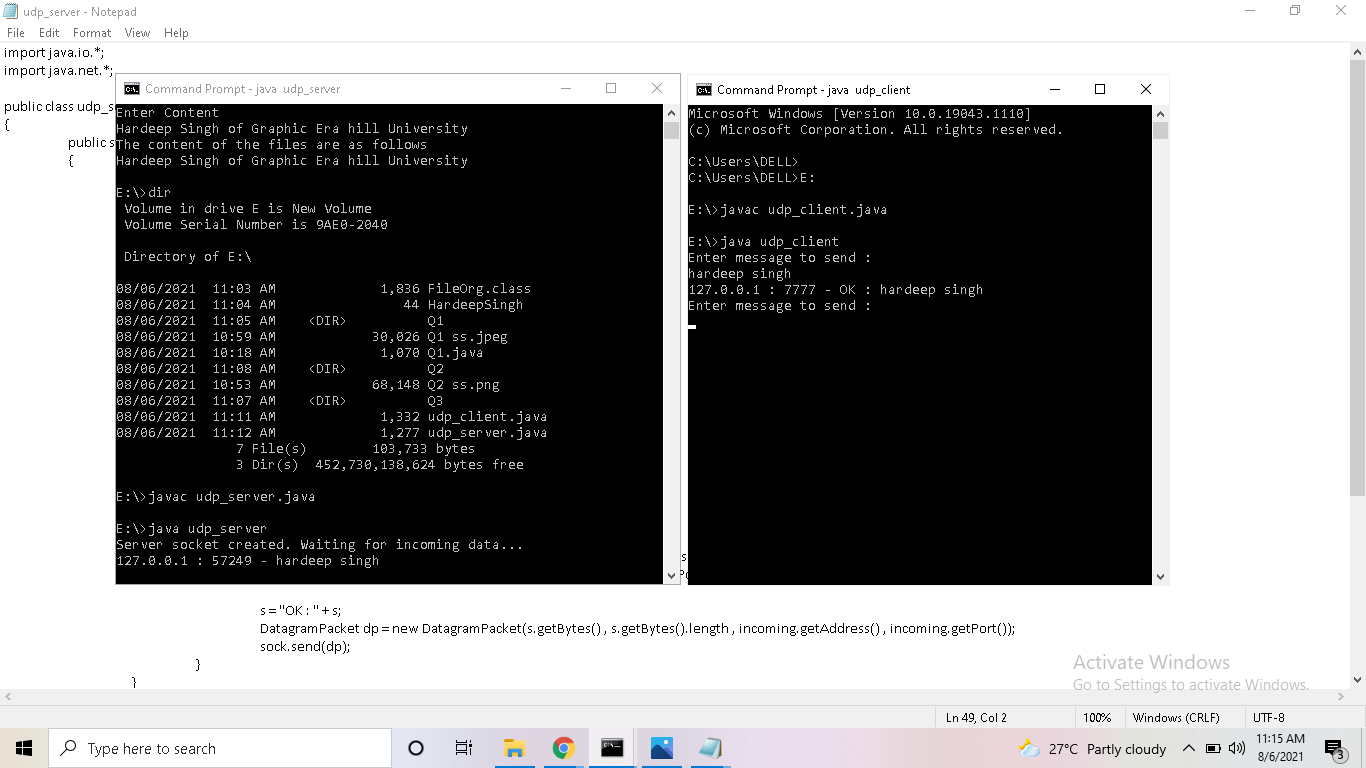 udp_server - Notepad
File Edit Format View Help
import java.io.*;
import java.net.*;
public class udp_s
{
public s
{
Command Prompt - java  udp_server
Enter Content
Hardeep Singh of Graphic Era hill University
The content of the files are as follows
Hardeep Singh of Graphic Era hill University
E:\>dir
Volume in drive E is New Volume
Volume Serial Number is 9AE0-2040
Directory of E:\
08/06/2021  11:03 AM             1,836 FileOrg.class
08/06/2021  11:04 AM                44 HardeepSingh
08/06/2021  11:05 AM    <DIR>          Q1
08/06/2021  10:59 AM            30,026 Q1 ss.jpeg
08/06/2021  10:18 AM             1,070 Q1.java
08/06/2021  11:08 AM    <DIR>          Q2
08/06/2021  10:53 AM            68,148 Q2 ss.png
08/06/2021  11:07 AM    <DIR>          Q3
08/06/2021  11:11 AM             1,332 udp_client.java
08/06/2021  11:12 AM             1,277 udp_server.java
7 File(s)        103,733 bytes
3 Dir(s)  452,730,138,624 bytes free
E:\>javac udp_server.java
E:\>java udp_server
Server socket created. Waiting for incoming data...
127.0.0.1 : 57249 - hardeep singh
Command Prompt - java  udp_client
Microsoft Windows [Version 10.0.19043.1110]
(c) Microsoft Corporation. All rights reserved.
C:\Users\DELL>
C:\Users\DELL>E:
E:\>javac udp_client.java
E:\>java udp_client
Enter message to send :
hardeep singh
127.0.0.1 : 7777 - OK : hardeep singh
Enter message to send :
s = "OK : " + s;
DatagramPacket dp = new DatagramPacket(s.getBytes() , s.getBytes().length , incoming.getAddress() , incoming.getPort());
sock.send(dp);
}
}
Activate Windows
Go to Settings to activate Windows.
Ln 49, Col 2 100% Windows (CRLF) UTF-8
Type here to search
27°C Partly cloudy
11:15 AM
8/6/2021
3